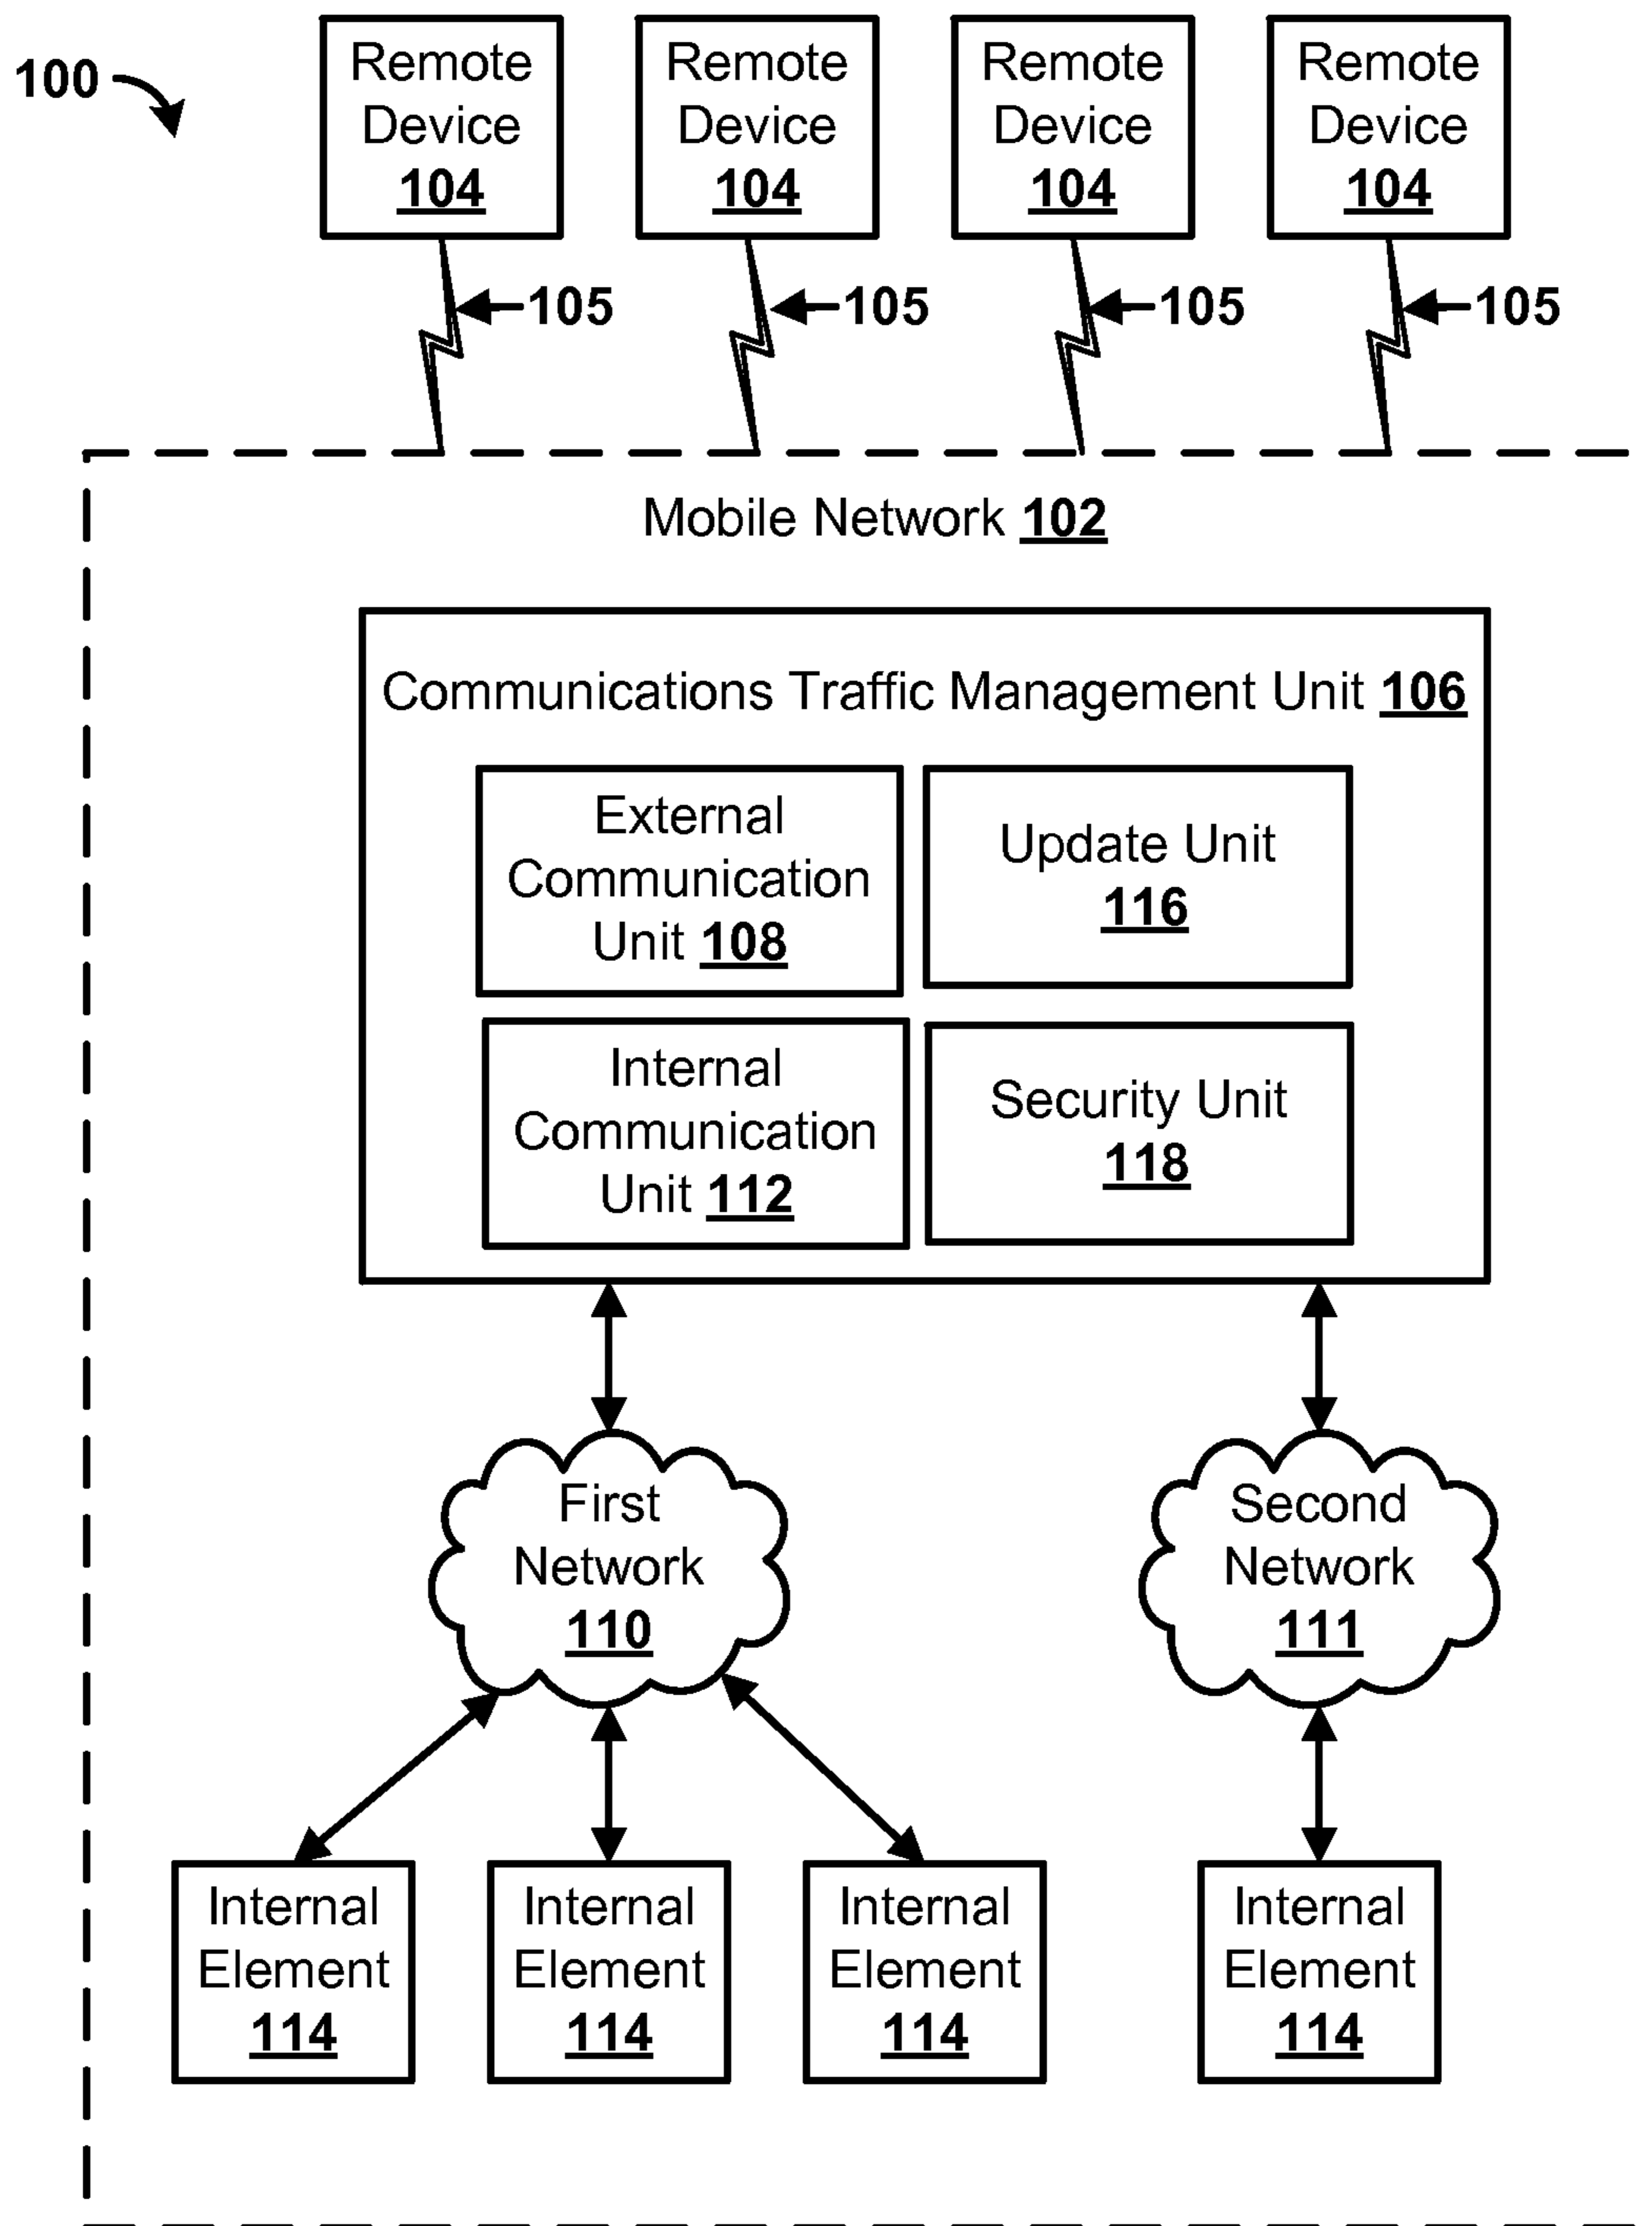 100
Remote
Device
104
Remote
Device
104
Remote
Device
104
Remote
Device
104
105
105
105
105
Mobile Network 102
Communications Traffic Management Unit 106
External
Communication
Unit 108
Update Unit
116
Internal
Communication
Unit 112
Security Unit
118
First
Network
110
Second
Network
111
Internal
Element
114
Internal
Element
114
Internal
Element
114
Internal
Element
114